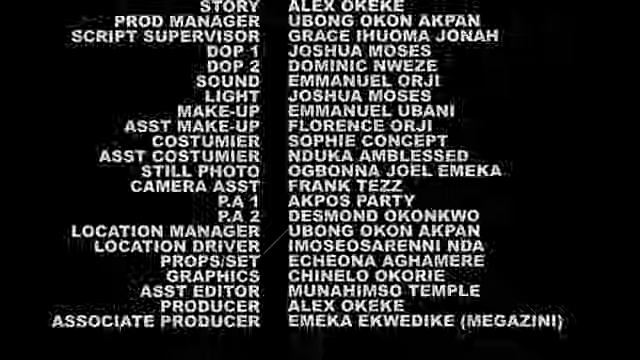 STORY ALEX OKEKE
PROD MANAGER UBONG OKON AKPAN
SCRIPT SUPERVISOR GRACE IHUOMA JONAH
DOP 1 JOSHUA MOSES
DOP 2 DOMINIC NWEZE
SOUND EMMANUEL ORJI
LIGHT JOSHUA MOSES
MAKE-UP EMMANUEL UBANI
ASST MAKE-UP FLORENCE ORJI
COSTUMIER SOPHIE CONCEPT
ASST COSTUMIER NDUKA AMBLESSED
STILL PHOTO OGBONNA JOEL EMEKA
CAMERA ASST FRANK TEZZ
P.A 1 AKPOS PARTY
P.A 2 DESMOND OKONKWO
LOCATION MANAGER UBONG OKON AKPAN
LOCATION DRIVER IMOSEOSARENNI NDA
PROPS/SET ECHEONA AGHAMERE
GRAPHICS CHINELO OKORIE
ASST EDITOR MUNAHIMSO TEMPLE
PRODUCER ALEX OKEKE
ASSOCIATE PRODUCER EMEKA EKWEDIKE (MEGAZINI)